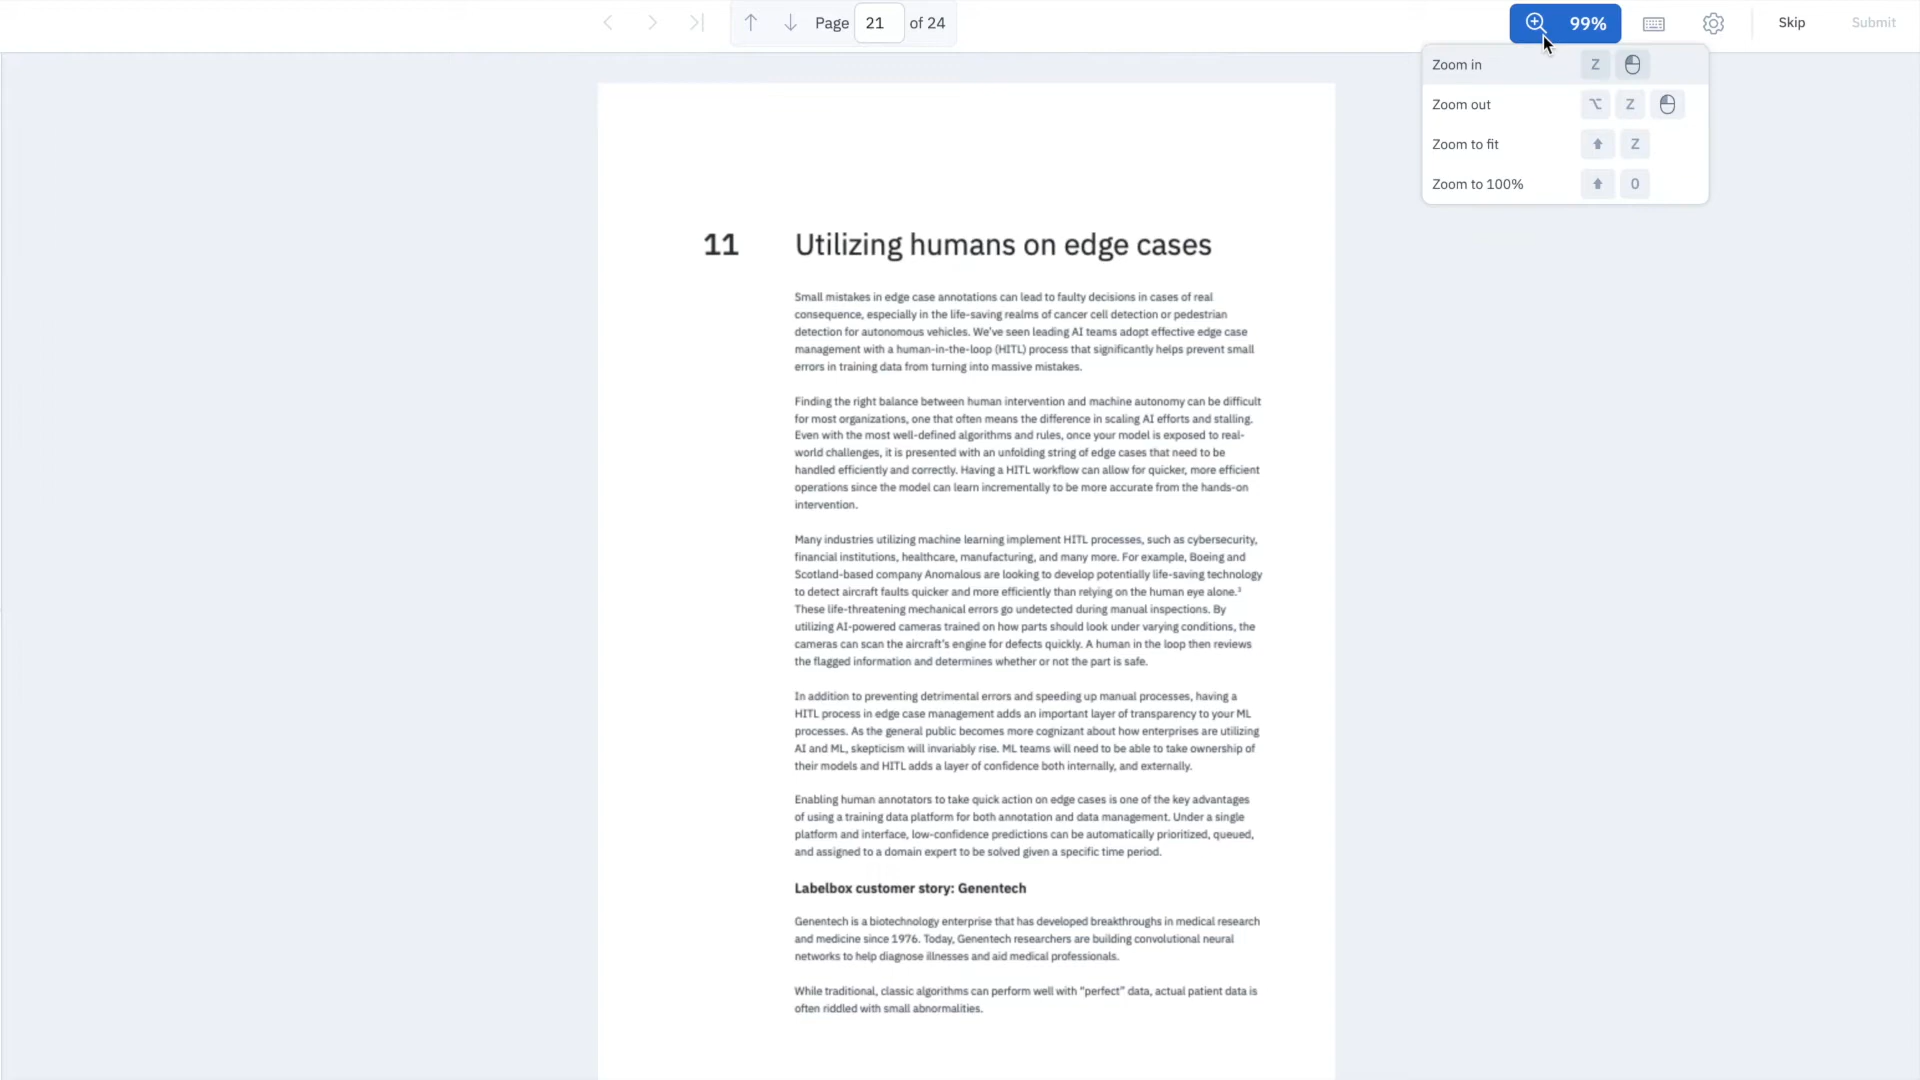 Page 21 of 24
99%
Skip
Submit
Zoom in Z
Zoom out ⌥ Z
Zoom to fit Z
Zoom to 100% 0
11 Utilizing humans on edge cases
Small mistakes in edge case annotations can lead to faulty decisions in cases of real
consequence, especially in the life-saving realms of cancer cell detection or pedestrian
detection for autonomous vehicles. We've seen leading AI teams adopt effective edge case
management with a human-in-the-loop (HITL) process that significantly helps prevent small
errors in training data from turning into massive mistakes.
Finding the right balance between human intervention and machine autonomy can be difficult
for most organizations, one that often means the difference in scaling AI efforts and stalling.
Even with the most well-defined algorithms and rules, once your model is exposed to real-
world challenges, it is presented with an unfolding string of edge cases that need to be
handled efficiently and correctly. Having a HITL workflow can allow for quicker, more efficient
operations since the model can learn incrementally to be more accurate from the hands-on
intervention.
Many industries utilizing machine learning implement HITL processes, such as cybersecurity,
financial institutions, healthcare, manufacturing, and many more. For example, Boeing and
Scotland-based company Anomalous are looking to develop potentially life-saving technology
to detect aircraft faults quicker and more efficiently than relying on the human eye alone.³
These life-threatening mechanical errors go undetected during manual inspections. By
utilizing AI-powered cameras trained on how parts should look under varying conditions, the
cameras can scan the aircraft's engine for defects quickly. A human in the loop then reviews
the flagged information and determines whether or not the part is safe.
In addition to preventing detrimental errors and speeding up manual processes, having a
HITL process in edge case management adds an important layer of transparency to your ML
processes. As the general public becomes more cognizant about how enterprises are utilizing
AI and ML, skepticism will invariably rise. ML teams will need to be able to take ownership of
their models and HITL adds a layer of confidence both internally, and externally.
Enabling human annotators to take quick action on edge cases is one of the key advantages
of using a training data platform for both annotation and data management. Under a single
platform and interface, low-confidence predictions can be automatically prioritized, queued,
and assigned to a domain expert to be solved given a specific time period.
Labelbox customer story: Genentech
Genentech is a biotechnology enterprise that has developed breakthroughs in medical research
and medicine since 1976. Today, Genentech researchers are building convolutional neural
networks to help diagnose illnesses and aid medical professionals.
While traditional, classic algorithms can perform well with "perfect" data, actual patient data is
often riddled with small abnormalities.